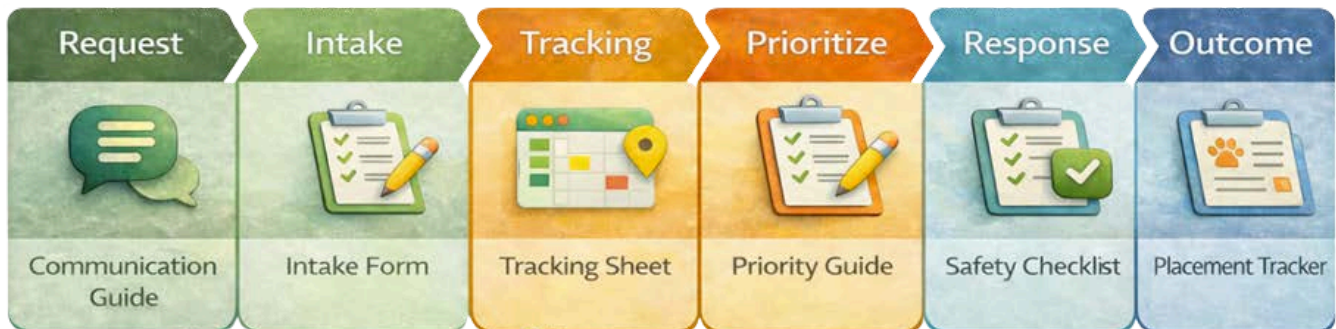 Request
Intake
Tracking
Prioritize
Response
Outcome
Communication
Guide
Intake Form
Tracking Sheet
Priority Guide
Safety Checklist
Placement Tracker